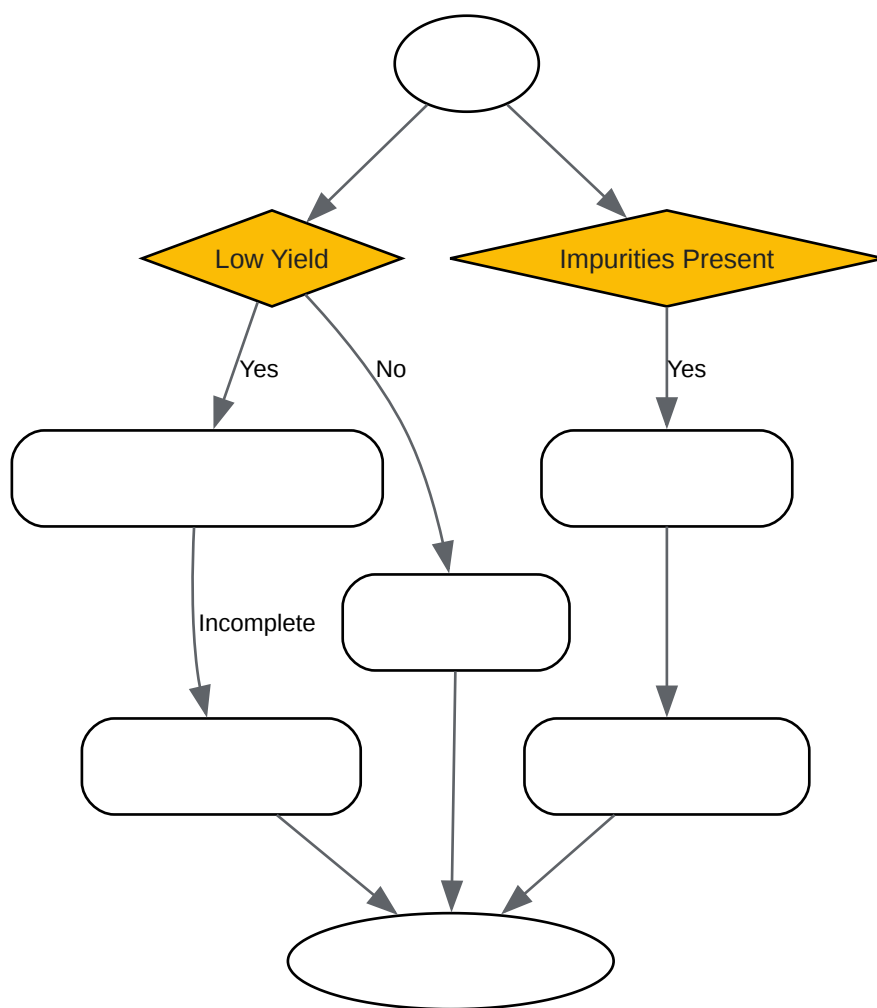 Low Yield
Impurities Present
Yes
No
Yes
Incomplete